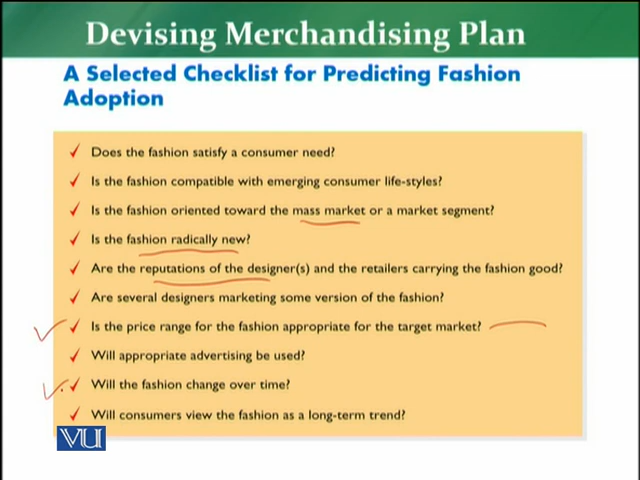 Devising Merchandising Plan
A Selected Checklist for Predicting Fashion
Adoption
Does the fashion satisfy a consumer need?
Is the fashion compatible with emerging consumer life-styles?
Is the fashion oriented toward the mass market or a market segment?
Is the fashion radically new?
Are the reputations of the designer(s) and the retailers carrying the fashion good?
Are several designers marketing some version of the fashion?
Is the price range for the fashion appropriate for the target market?
Will appropriate advertising be used?
Will the fashion change over time?
Will consumers view the fashion as a long-term trend?
VU